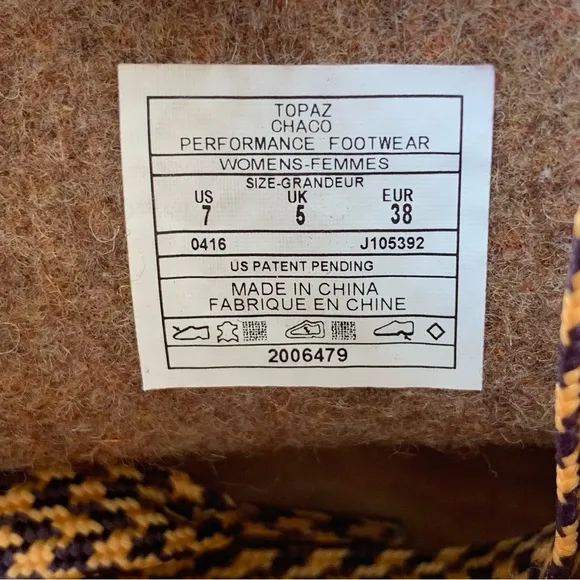 TOPAZ
CHACO
PERFORMANCE FOOTWEAR
WOMENS-FEMMES
SIZE-GRANDEUR
US UK EUR
7 5 38
0416 J105392
US PATENT PENDING
MADE IN CHINA
FABRIQUE EN CHINE
2006479